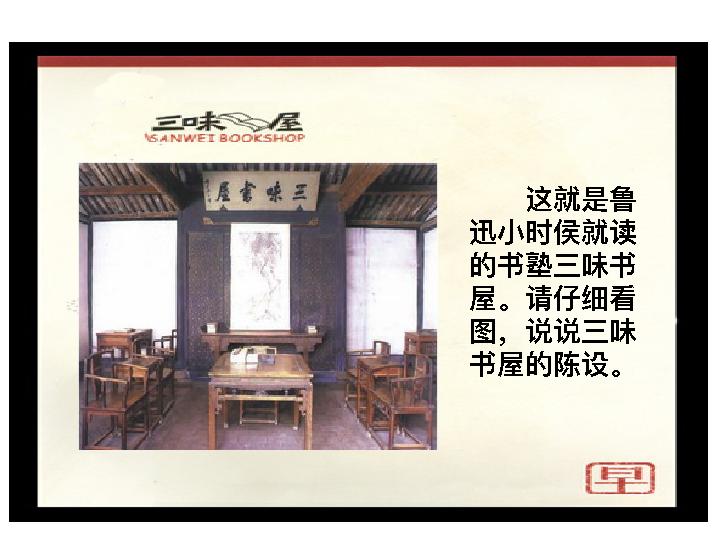 三味 屋
SANWEI BOOKSHOP
三味書屋
这就是鲁
迅小时侯就读
的书塾三味书
屋。请仔细看
图，说说三味
书屋的陈设。
早